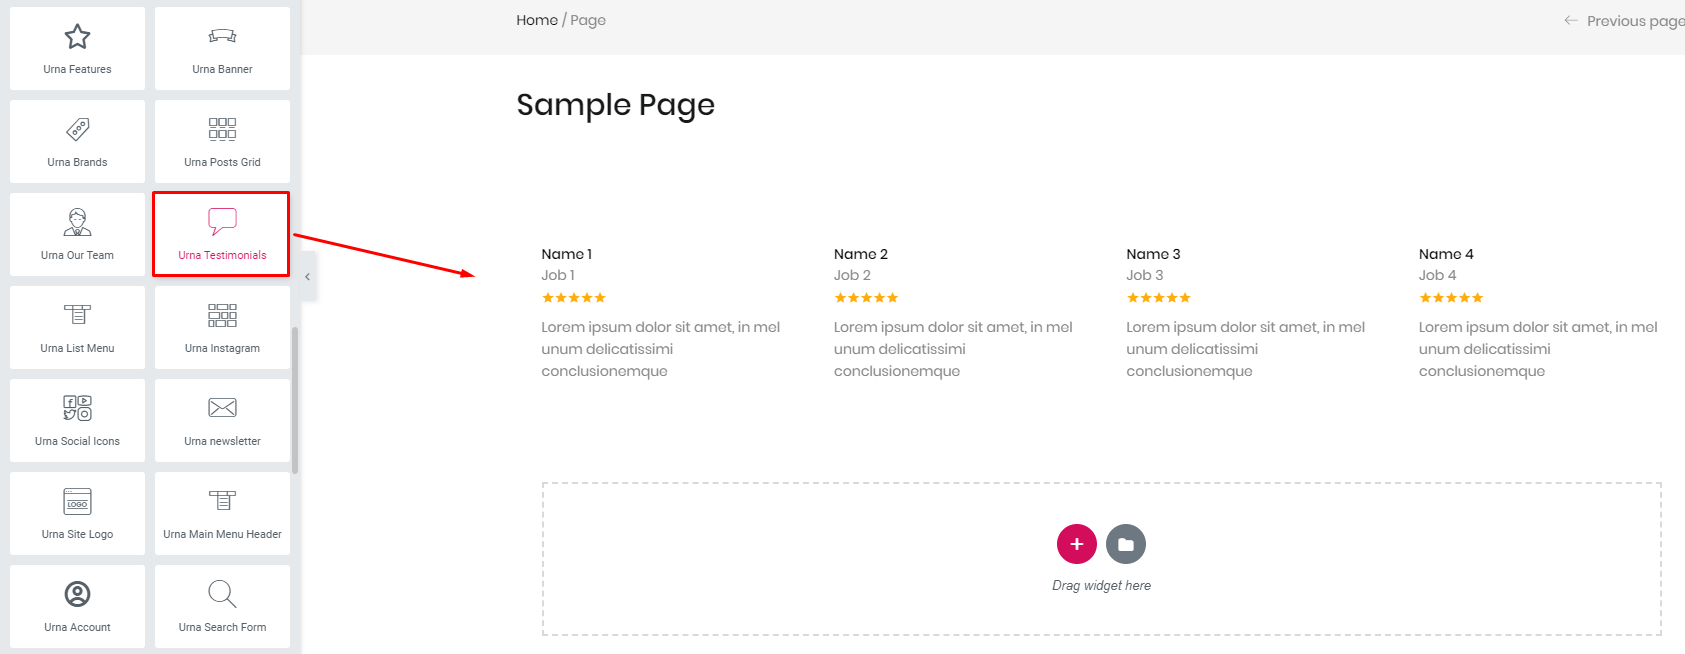 Urna Features
Urna Banner
Urna Brands
Urna Posts Grid
Urna Our Team
Urna Testimonials
Urna List Menu
Urna Instagram
Urna Social Icons
Urna newsletter
LOGO
Urna Site Logo
Urna Main Menu Header
Urna Account
Urna Search Form
Home / Page
← Previous page
Sample Page
Name 1
Job 1
★★★★★
Lorem ipsum dolor sit amet, in mel
unum delicatissimi
conclusionemque
Name 2
Job 2
★★★★★
Lorem ipsum dolor sit amet, in mel
unum delicatissimi
conclusionemque
Name 3
Job 3
★★★★★
Lorem ipsum dolor sit amet, in mel
unum delicatissimi
conclusionemque
Name 4
Job 4
★★★★★
Lorem ipsum dolor sit amet, in mel
unum delicatissimi
conclusionemque
Drag widget here